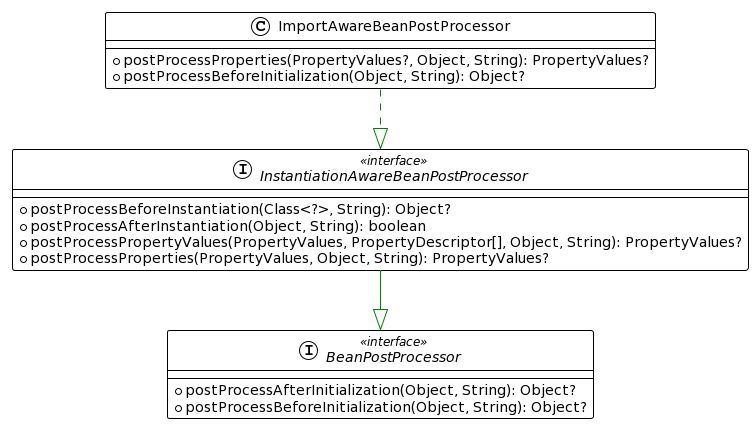 C ImportAwareBeanPostProcessor
postProcessProperties(PropertyValues?, Object, String): PropertyValues?
postProcessBeforeInitialization(Object, String): Object?
«interface»
I InstantiationAwareBeanPostProcessor
postProcessBeforeInstantiation(Class<?>, String): Object?
postProcessAfterInstantiation(Object, String): boolean
postProcessPropertyValues(PropertyValues, PropertyDescriptor[], Object, String): PropertyValues?
postProcessProperties(PropertyValues, Object, String): PropertyValues?
«interface»
I BeanPostProcessor
postProcessAfterInitialization(Object, String): Object?
postProcessBeforeInitialization(Object, String): Object?